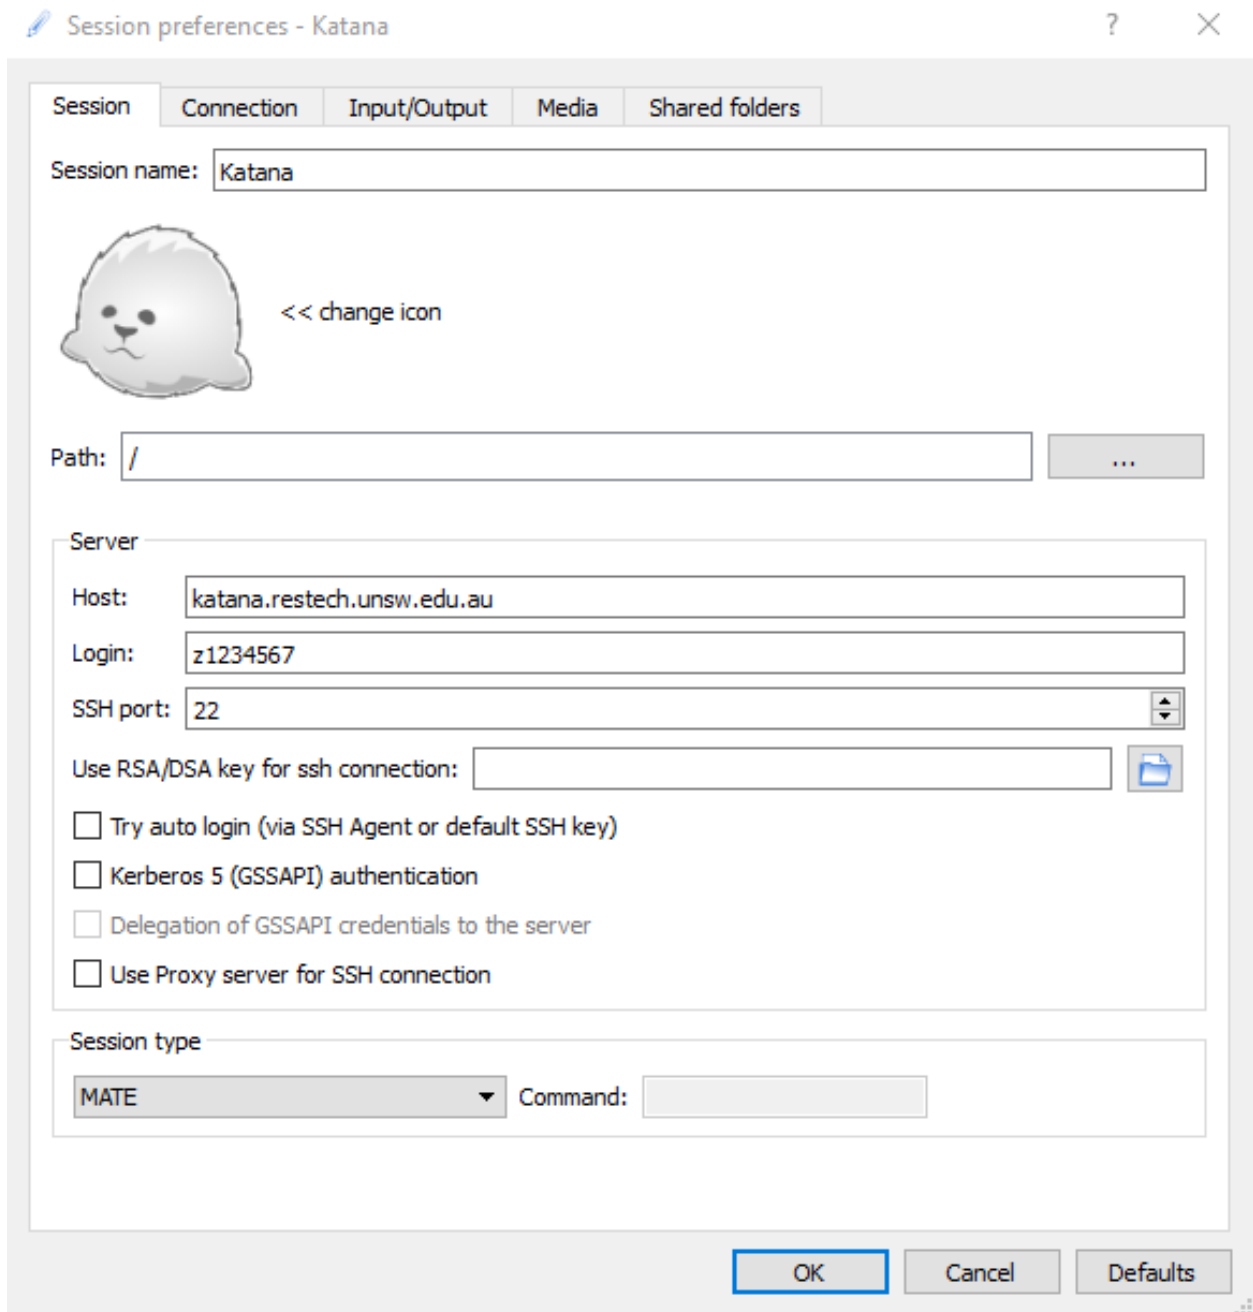 Session preferences - Katana ?
Session Connection Input/Output Media Shared folders
Session name: Katana
<< change icon
Path: / ...
Server
Host: katana.restech.unsw.edu.au
Login: z1234567
SSH port: 22
Use RSA/DSA key for ssh connection:
Try auto login (via SSH Agent or default SSH key)
Kerberos 5 (GSSAPI) authentication
Delegation of GSSAPI credentials to the server
Use Proxy server for SSH connection
Session type
MATE Command:
OK Cancel Defaults